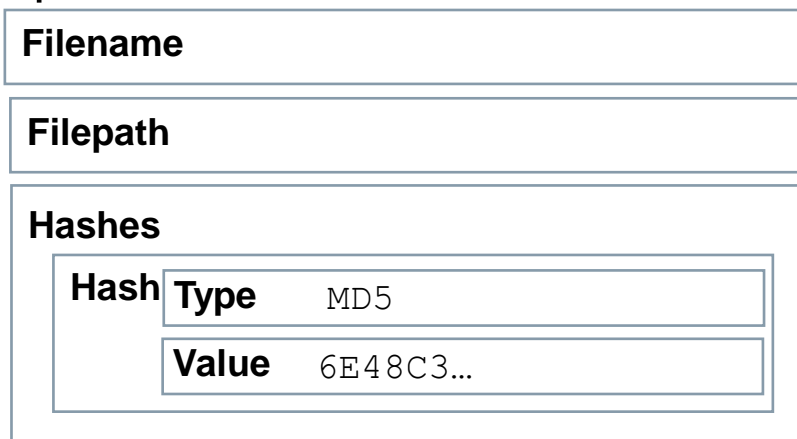 Filename
Filepath
Hashes
Hash Type MD5
Value 6E48C3…